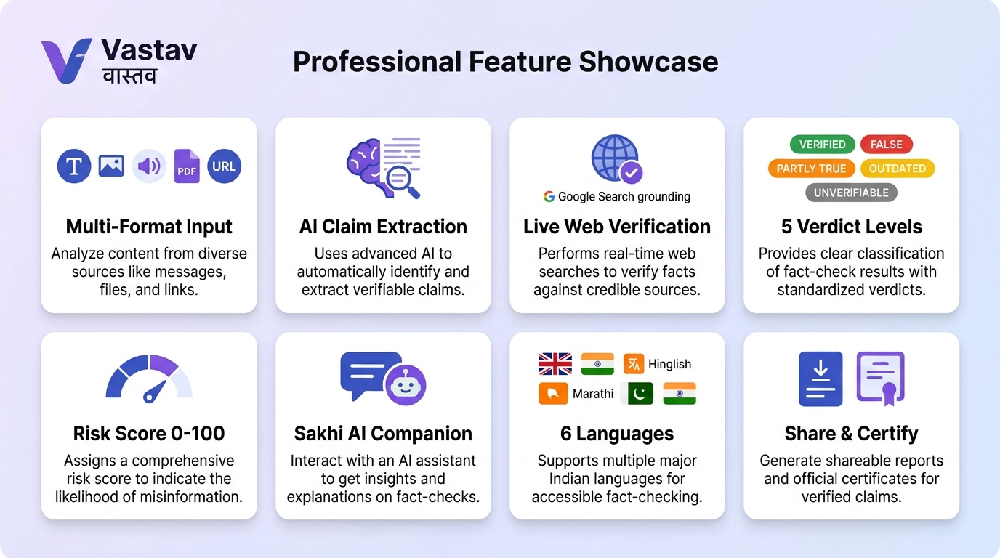 Vastav
वास्तव
Professional Feature Showcase
T
PDF
URL
Multi-Format Input
Analyze content from diverse
sources like messages,
files, and links.
AI Claim Extraction
Uses advanced AI to
automatically identify and
extract verifiable claims.
Google Search grounding
Live Web Verification
Performs real-time web
searches to verify facts
against credible sources.
VERIFIED
FALSE
PARTLY TRUE
OUTDATED
UNVERIFIABLE
5 Verdict Levels
Provides clear classification
of fact-check results with
standardized verdicts.
Risk Score 0-100
Assigns a comprehensive
risk score to indicate the
likelihood of misinformation.
Sakhi AI Companion
Interact with an AI assistant
to get insights and
explanations on fact-checks.
Hinglish
Marathi
6 Languages
Supports multiple major
Indian languages for
accessible fact-checking.
Share & Certify
Generate shareable reports
and official certificates for
verified claims.